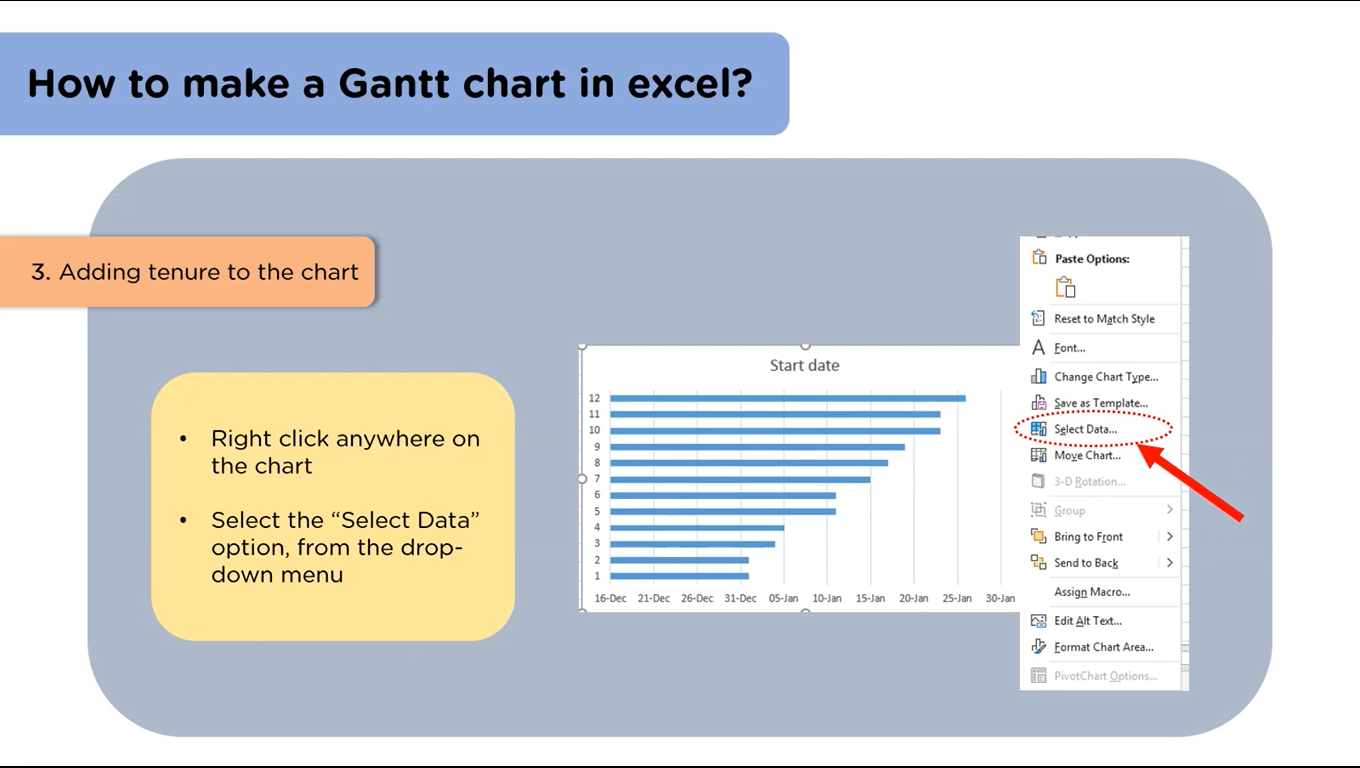 How to make a Gantt chart in excel?
3. Adding tenure to the chart
• Right click anywhere on
the chart
• Select the “Select Data”
option, from the drop-
down menu
Start date
12
11
10
9
8
7
6
5
4
3
2
1
16-Dec 21-Dec 26-Dec 31-Dec 05-Jan 10-Jan 15-Jan 20-Jan 25-Jan 30-Jan
Paste Options:
Reset to Match Style
Font...
Change Chart Type...
Save as Template...
Select Data...
Move Chart...
3-D Rotation...
Group
Bring to Front
Send to Back
Assign Macro...
Edit Alt Text...
Format Chart Area...
PivotChart Options...